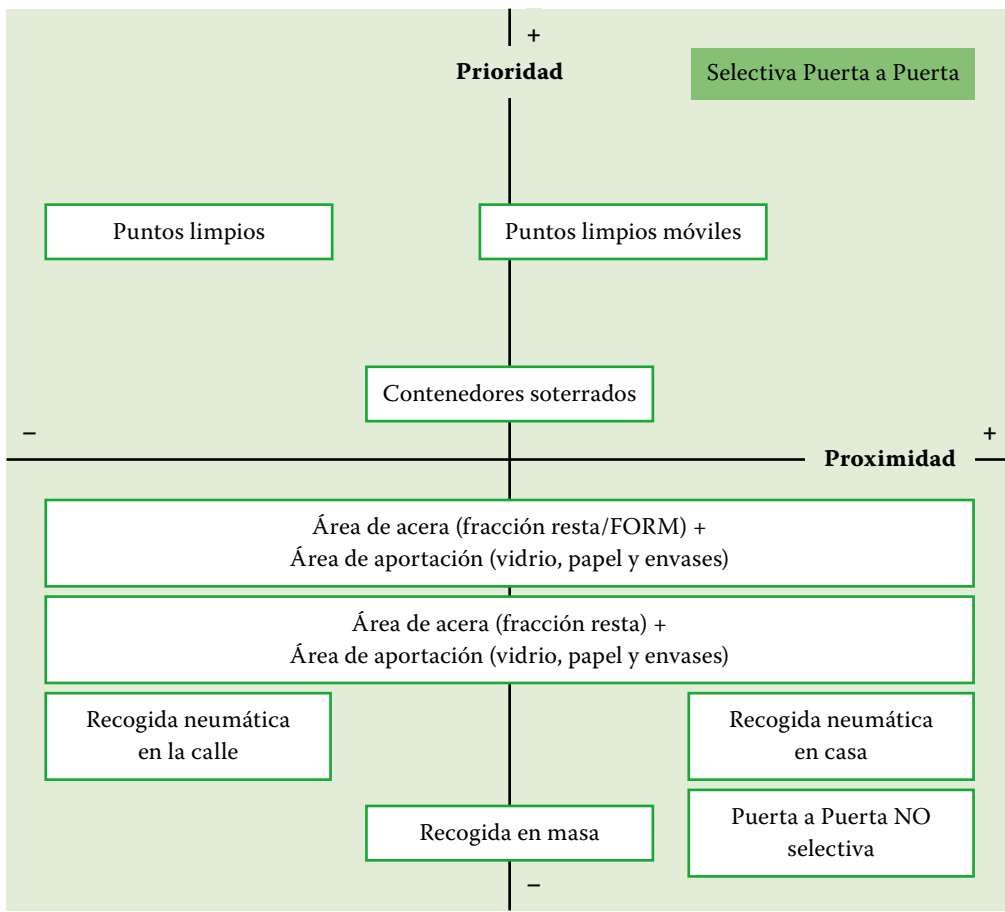 +
Prioridad
Selectiva Puerta a Puerta
Puntos limpios
Puntos limpios móviles
Contenedores soterrados
–
+
Proximidad
Área de acera (fracción resta/FORM) +
Área de aportación (vidrio, papel y envases)
Área de acera (fracción resta) +
Área de aportación (vidrio, papel y envases)
Recogida neumática
en la calle
Recogida neumática
en casa
Recogida en masa
Puerta a Puerta NO
selectiva
–